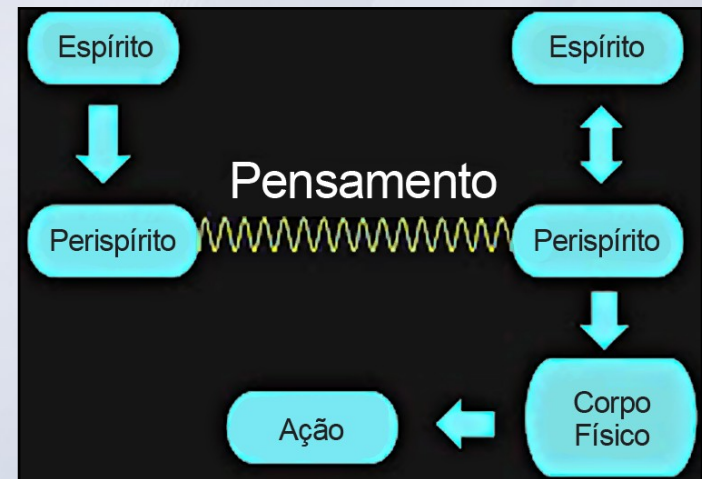 Espírito
Espírito
Pensamento
Perispírito
Perispírito
Corpo
Físico
Ação